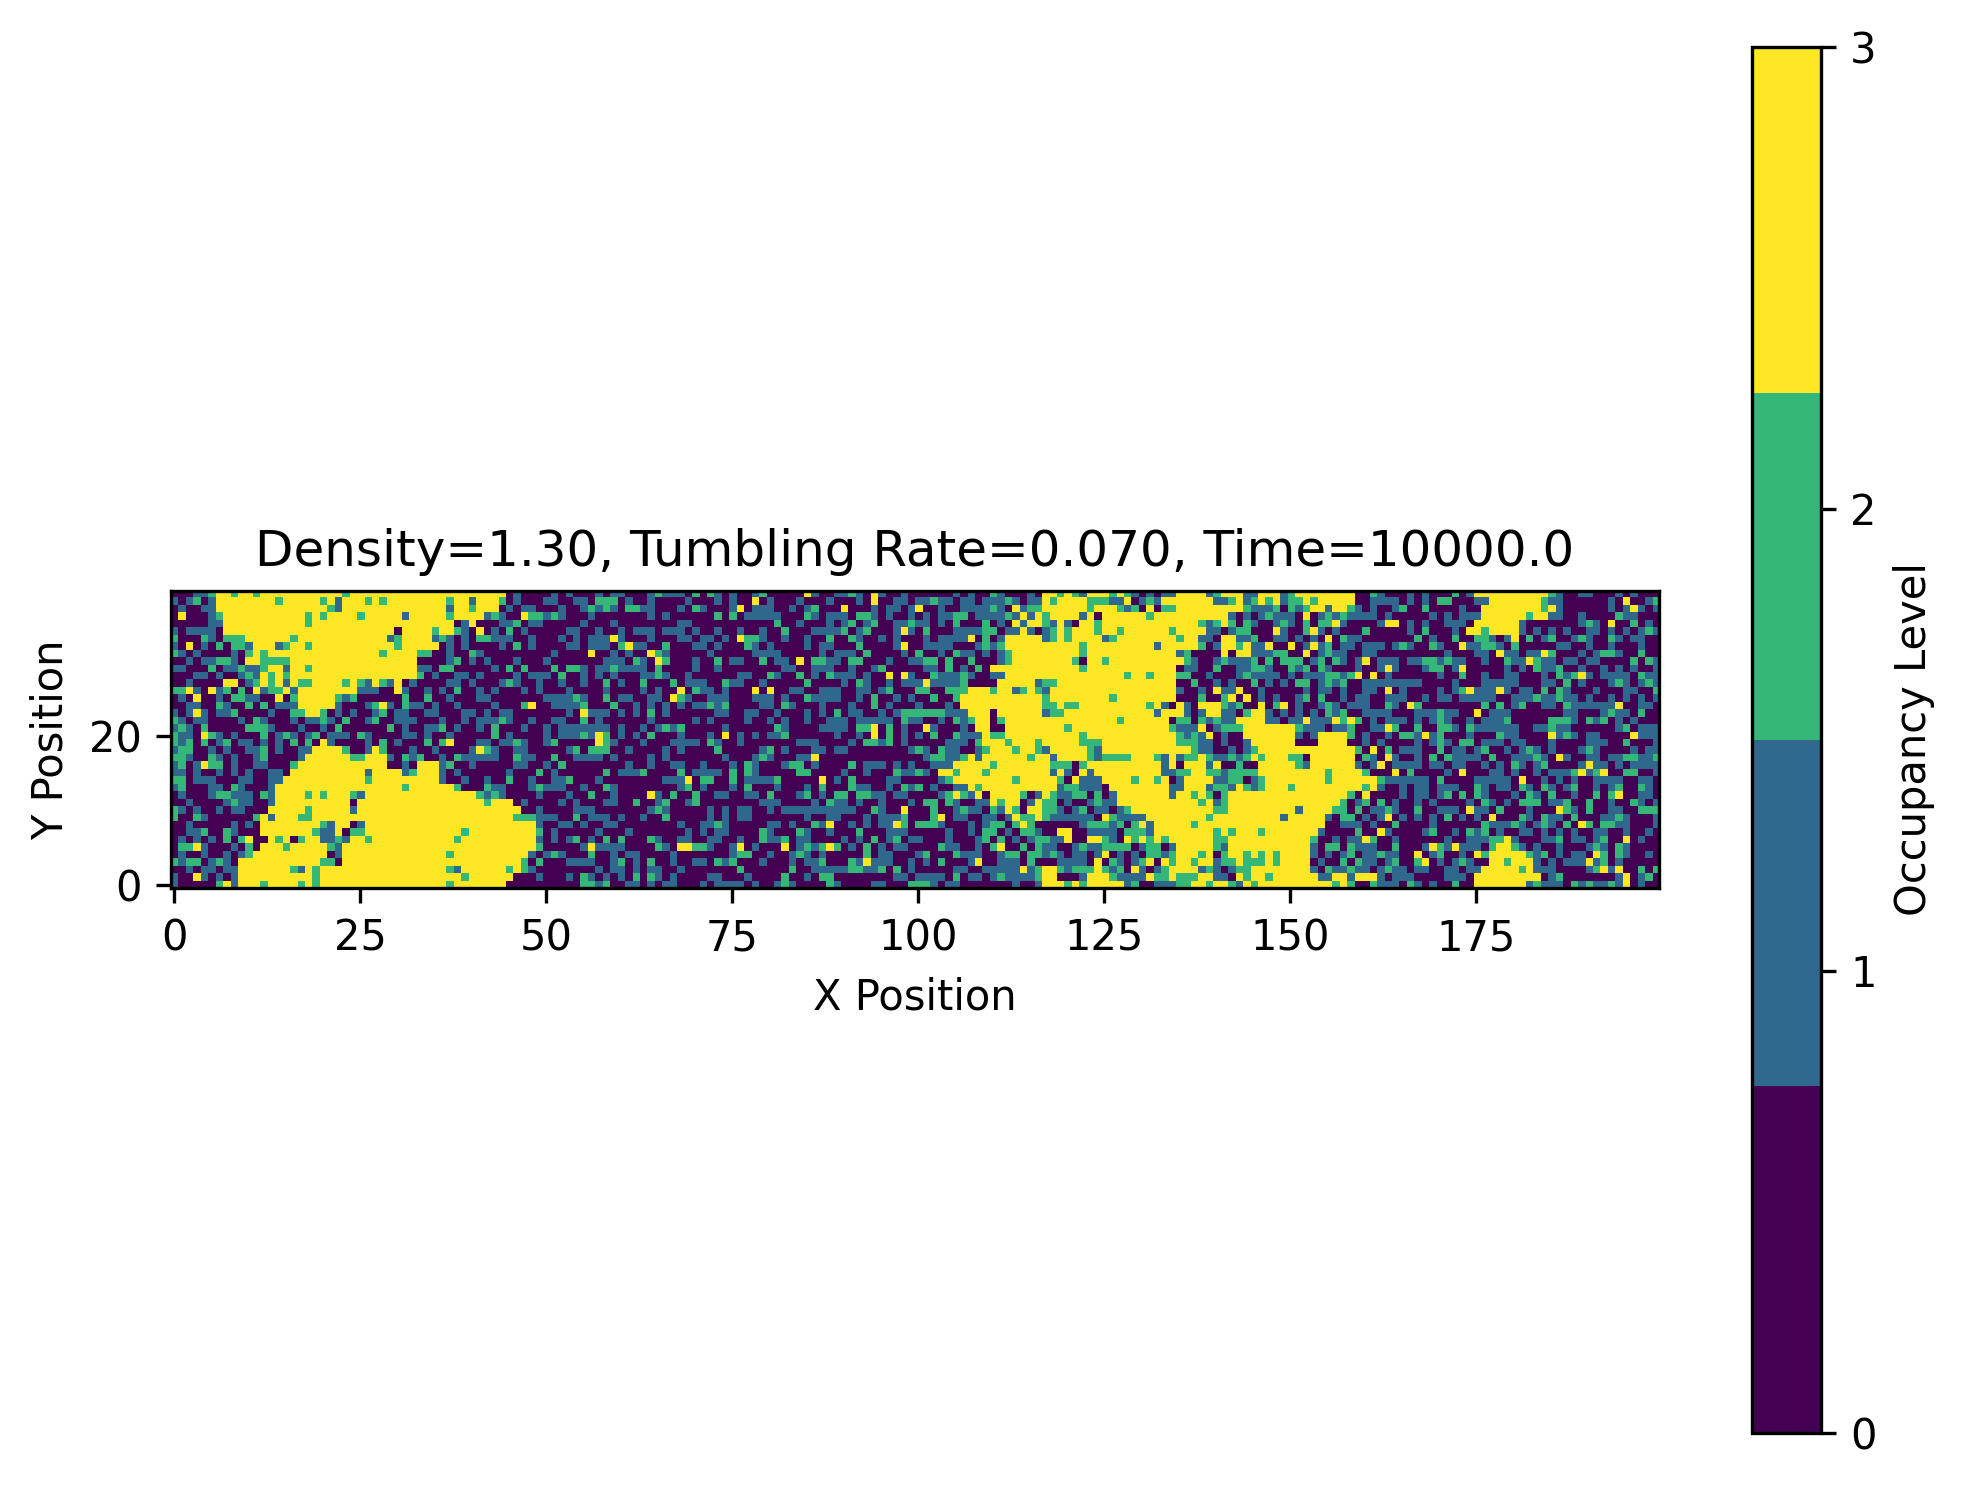 Density=1.30, Tumbling Rate=0.070, Time=10000.0
Y Position
20
0
0 25 50 75 100 125 150 175
X Position
3
2
1
0
Occupancy Level